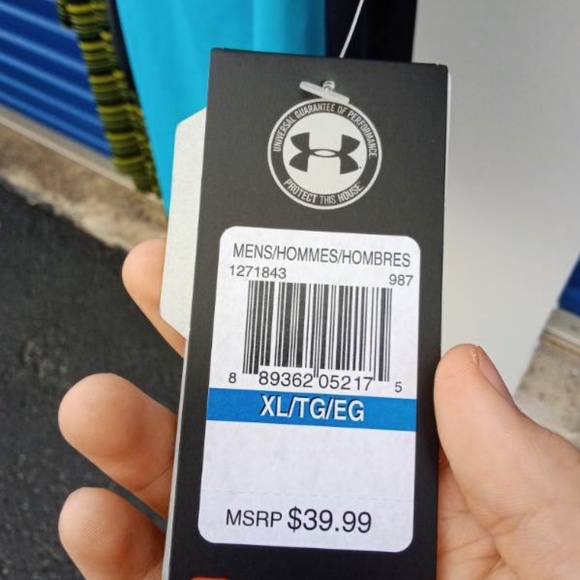 UNIVERSAL GUARANTEE OF PERFORMANCE
PROTECT THIS HOUSE
MENS/HOMMES/HOMBRES
1271843 987
8 89362 05217 5
XL/TG/EG
MSRP $39.99